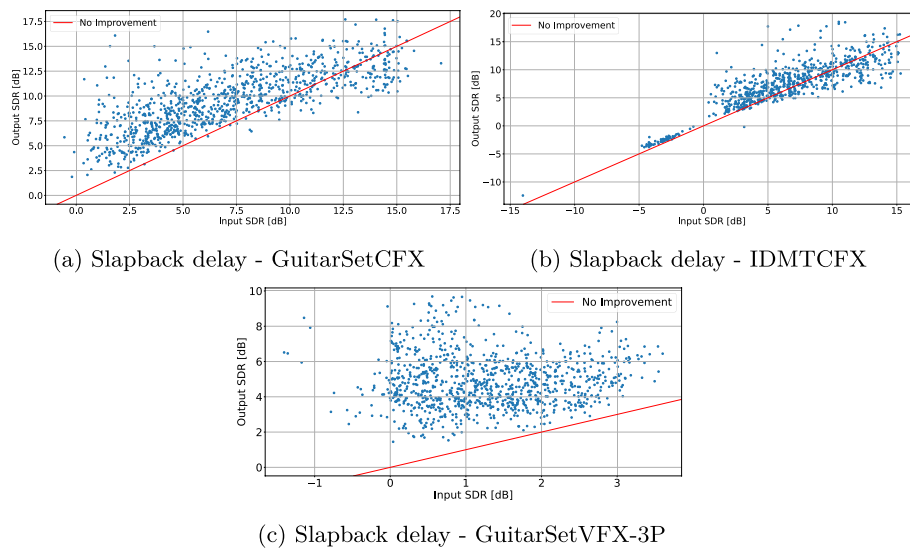 17.5
15.0
12.5
10.0
7.5
5.0
2.5
0.0
Output SDR [dB]
No Improvement
0.0 2.5 5.0 7.5 10.0 12.5 15.0 17.5
Input SDR [dB]
(a) Slapback delay - GuitarSetCFX
20
15
10
5
0
−5
−10
Output SDR [dB]
No Improvement
−15 −10 −5 0 5 10 15
Input SDR [dB]
(b) Slapback delay - IDMTCFX
10
8
6
4
2
0
Output SDR [dB]
No Improvement
−1 0 1 2 3
Input SDR [dB]
(c) Slapback delay - GuitarSetVFX-3P